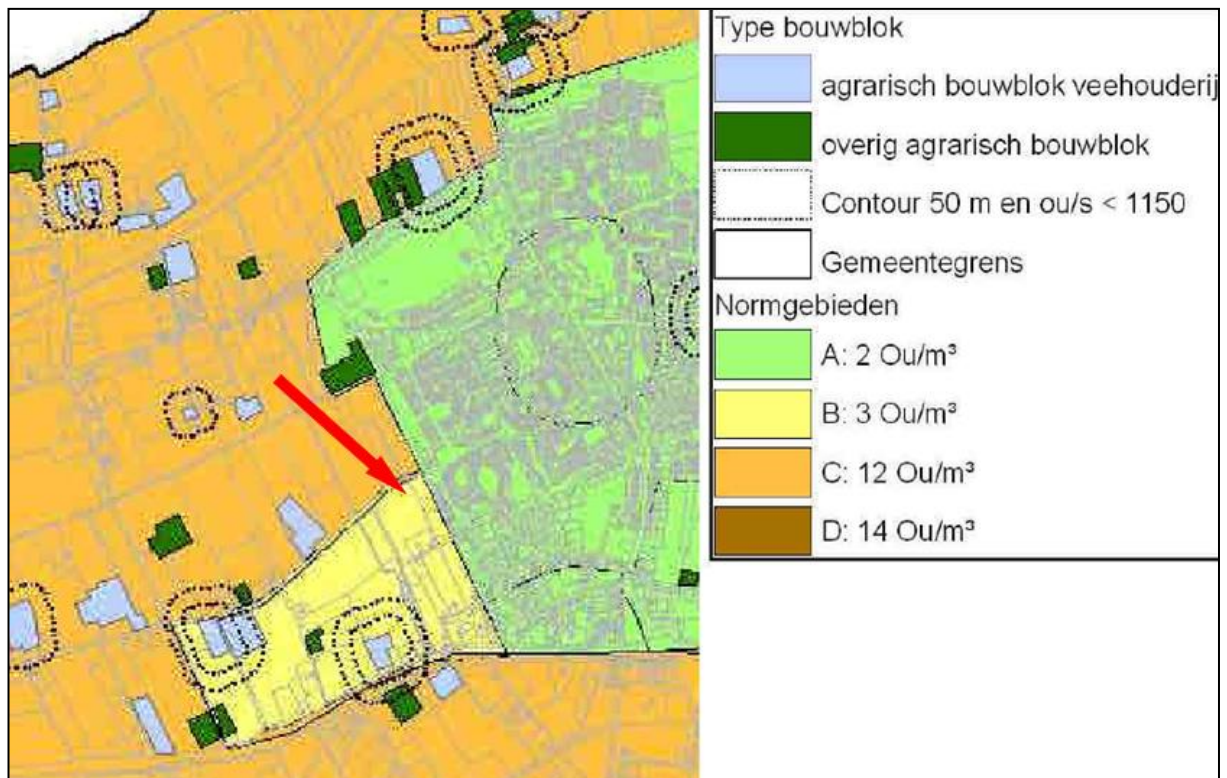 Type bouwblok
agrarisch bouwblok veehouderij
overig agrarisch bouwblok
Contour 50 m en ou/s < 1150
Gemeentegrens
Normgebieden
A: 2 Ou/m³
B: 3 Ou/m³
C: 12 Ou/m³
D: 14 Ou/m³